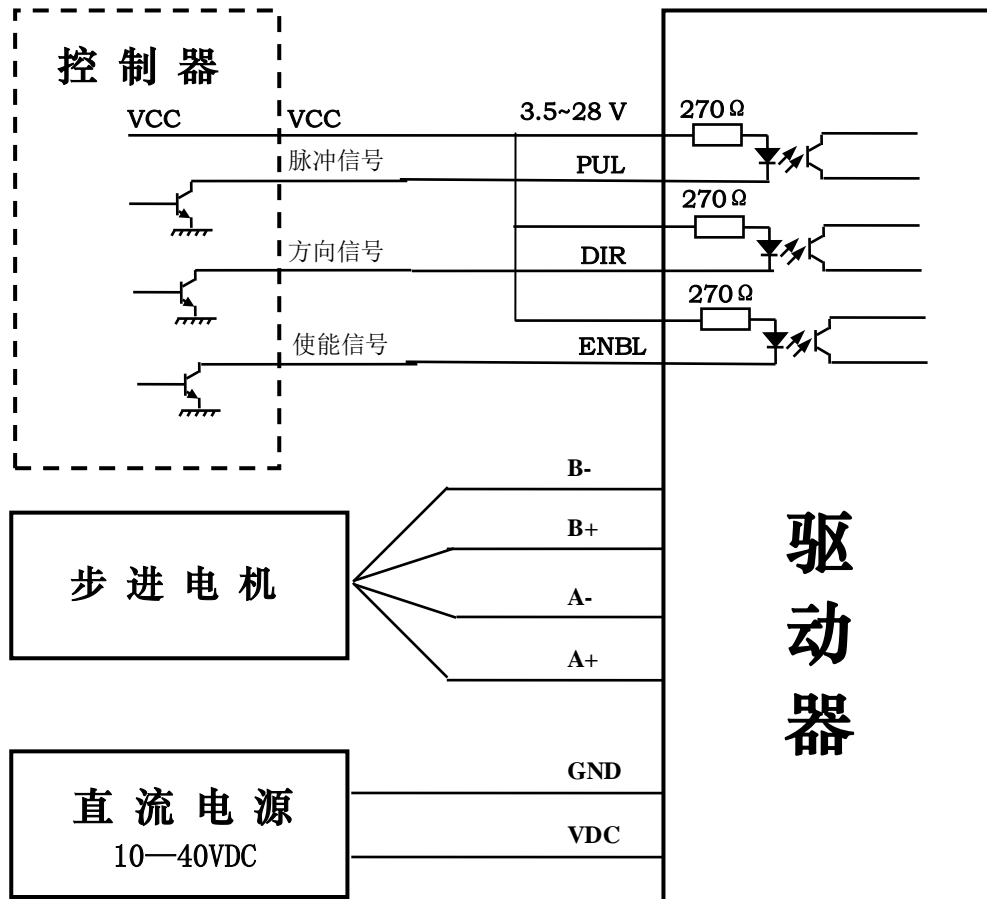 控 制 器
VCC
VCC
3.5~28 V
270Ω
脉冲信号
PUL
270Ω
方向信号
DIR
270Ω
使能信号
ENBL
B-
B+
步 进 电 机
A-
A+
驱
动
器
GND
直 流 电 源
VDC
10—40VDC